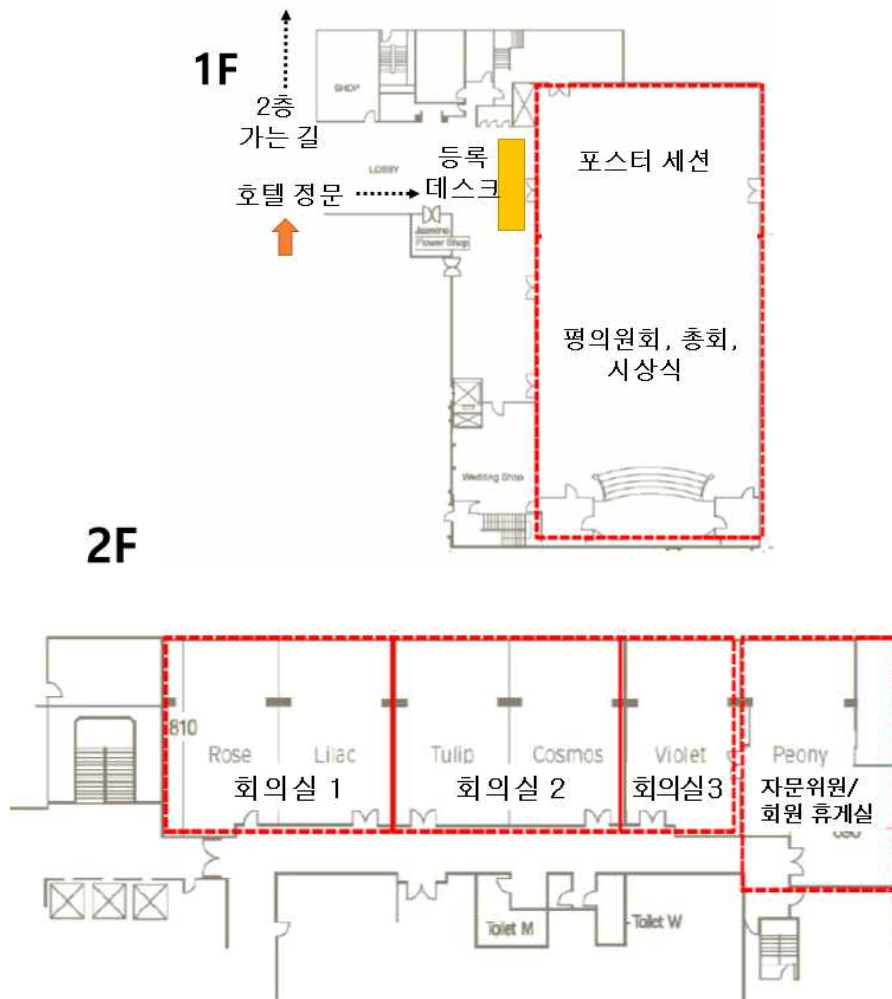 1F
SHOP
2층
가는 길
LOBBY
등록
데스크
포스터 세션
호텔 정문
Jasmine
Flower Shop
평의원회, 총회,
시상식
Wedding Shop
2F
810
Rose
Lilac
Tulip
Cosmos
Violet
Peony
회의실 1
회의실 2
회의실3
자문위원/
회원 휴게실
Toilet M
Toilet W